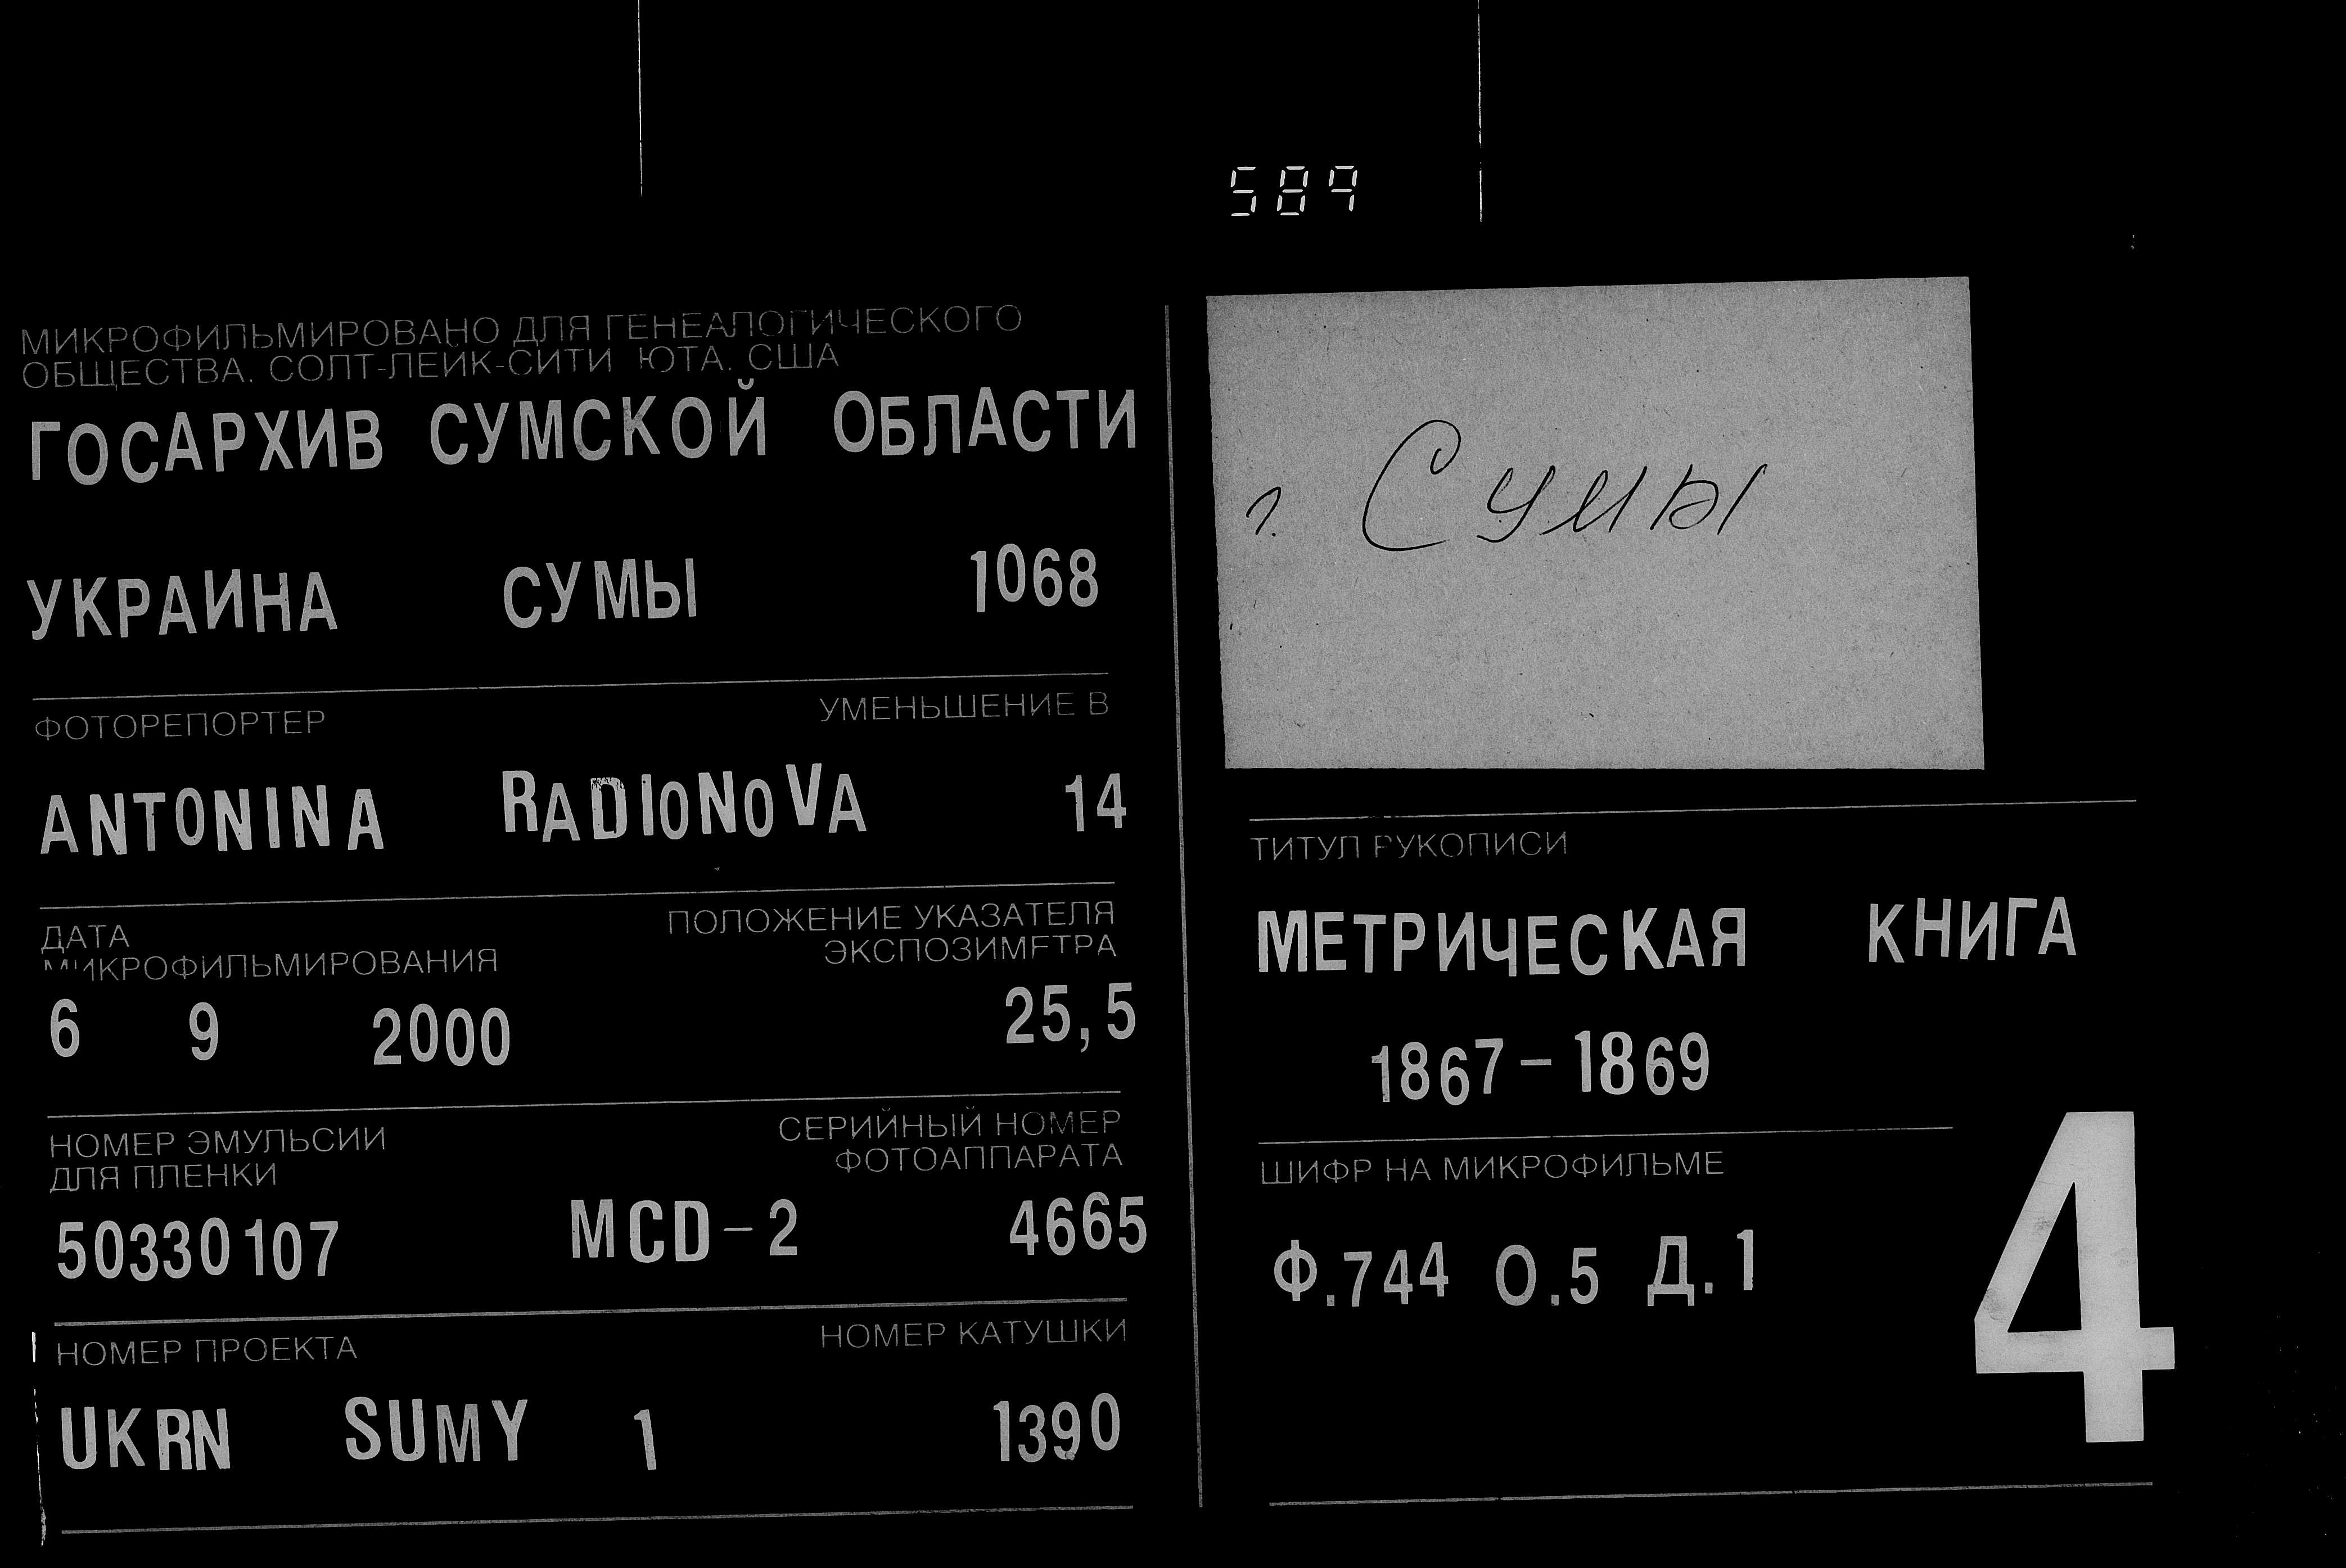 589
МИКРОФИЛЬМИРОВАНО ДЛЯ ГЕНЕАЛОГИЧЕСКОГО
ОБЩЕСТВА. СОЛТ-ЛЕЙК-СИТИ ЮТА. США
ГОСАРХИВ СУМСКОЙ ОБЛАСТИ
УКРАИНА СУМЫ 1068
ФОТОРЕПОРТЕР УМЕНЬШЕНИЕ В
ANTONINA RADIONOVA 14
ДАТА
МИКРОФИЛЬМИРОВАНИЯ
ПОЛОЖЕНИЕ УКАЗАТЕЛЯ
ЭКСПОЗИМЕТРА
6 9 2000 25,5
НОМЕР ЭМУЛЬСИИ
ДЛЯ ПЛЕНКИ
СЕРИЙНЫЙ НОМЕР
ФОТОАППАРАТА
50330107 MCD-2 4665
НОМЕР ПРОЕКТА НОМЕР КАТУШКИ
UKRN SUMY 1 1390
г. Сумы
ТИТУЛ РУКОПИСИ
МЕТРИЧЕСКАЯ КНИГА
1867-1869
ШИФР НА МИКРОФИЛЬМЕ
Ф.744 О.5 Д.1
4